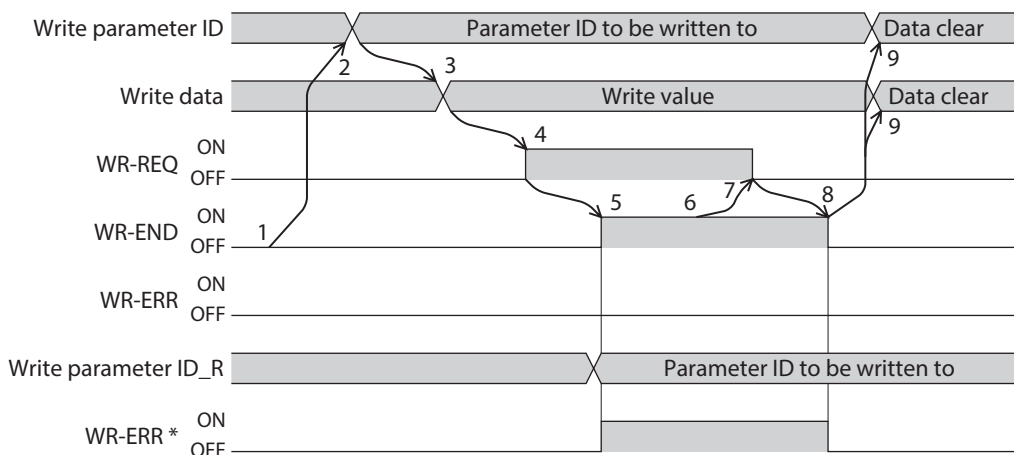 Write parameter ID Parameter ID to be written to Data clear
2 3 9
Write data Write value Data clear
4 9
WR-REQ ON
OFF
7
5 6 8
WR-END ON
1
OFF
WR-ERR ON
OFF
Write parameter ID_R Parameter ID to be written to
WR-ERR * ON
OFF